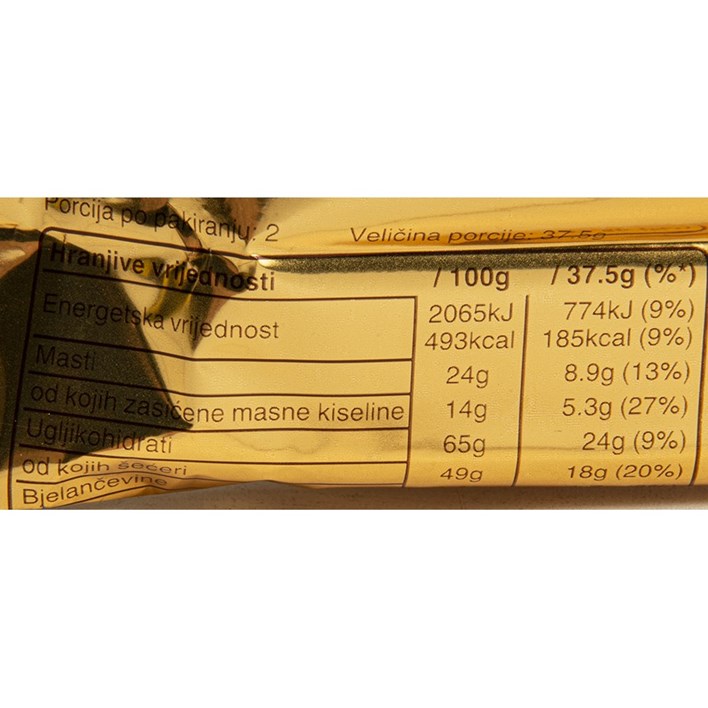 Porcija po pakiranju: 2
Veličina porcije: 37.5g
Hranjive vrijednosti / 100g / 37.5g (%*)
Energetska vrijednost 2065kJ 774kJ (9%)
493kcal 185kcal (9%)
Masti 24g 8.9g (13%)
od kojih zasićene masne kiseline 14g 5.3g (27%)
Ugljikohidrati 65g 24g (9%)
od kojih šećeri 49g 18g (20%)
Bjelančevine